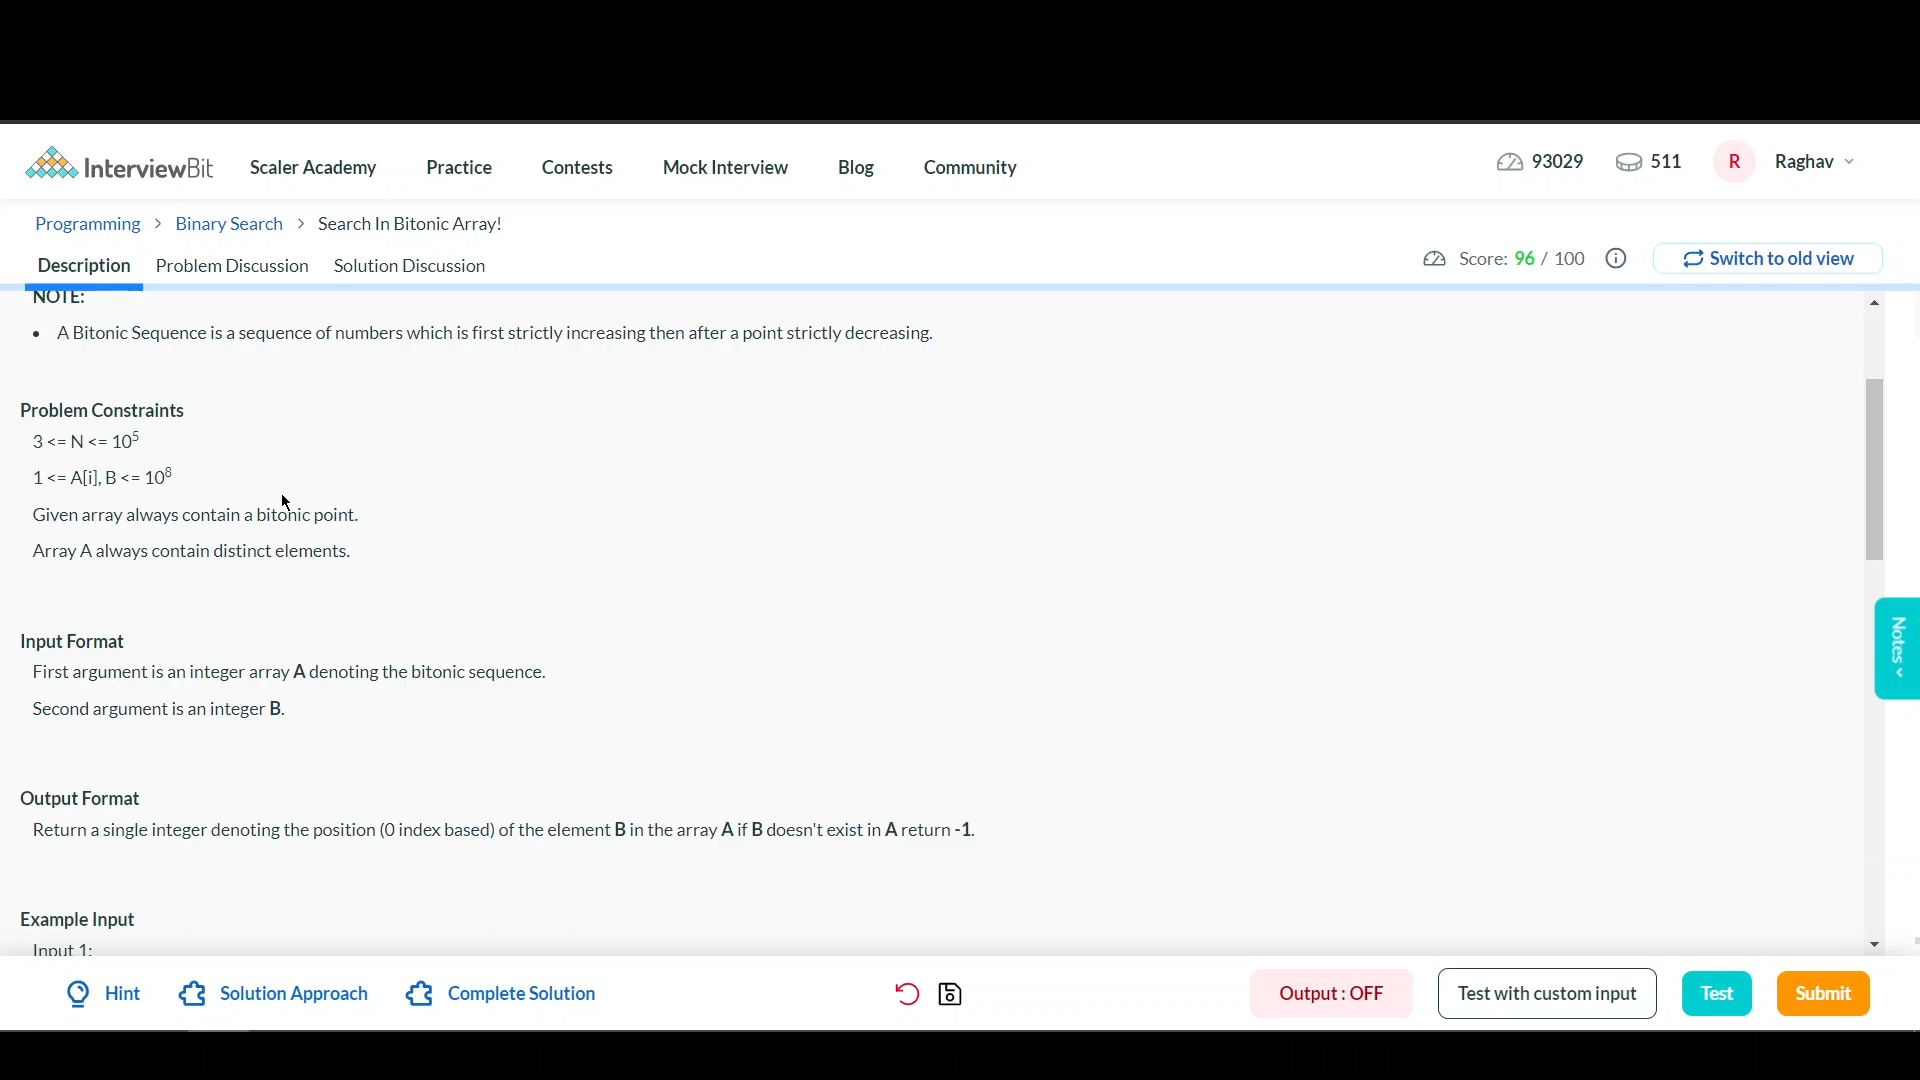 InterviewBit Scaler Academy Practice Contests Mock Interview Blog Community 93029 511 R Raghav
Programming > Binary Search > Search In Bitonic Array!
Description Problem Discussion Solution Discussion Score: 96 / 100 Switch to old view
NOTE:
• A Bitonic Sequence is a sequence of numbers which is first strictly increasing then after a point strictly decreasing.
Problem Constraints
3 <= N <= 10⁵
1 <= A[i], B <= 10⁸
Given array always contain a bitonic point.
Array A always contain distinct elements.
Notes
Input Format
First argument is an integer array A denoting the bitonic sequence.
Second argument is an integer B.
Output Format
Return a single integer denoting the position (0 index based) of the element B in the array A if B doesn't exist in A return -1.
Example Input
Input 1:
Hint Solution Approach Complete Solution Output : OFF Test with custom input Test Submit